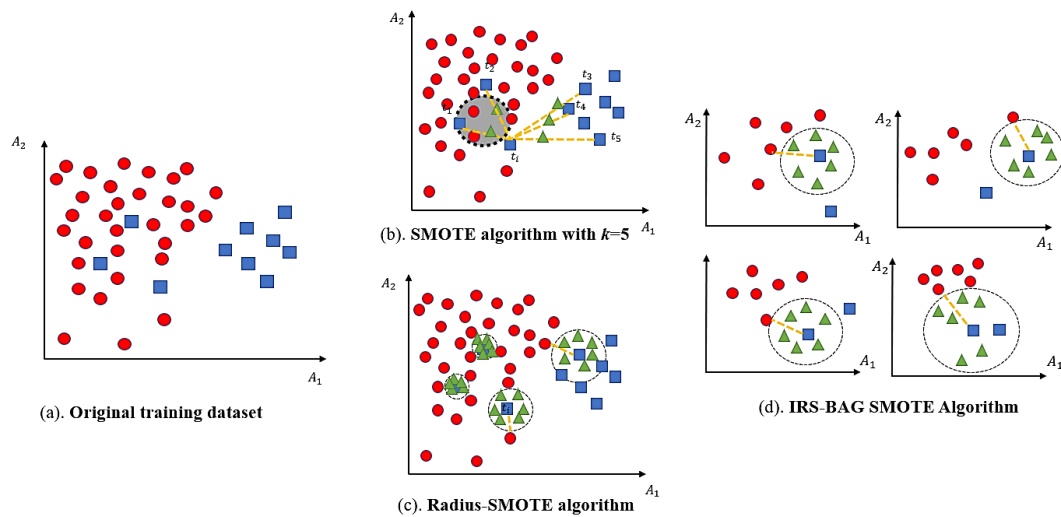 A₂
A₁
(a). Original training dataset
A₂
t₂
t₃
t₁
t₄
t₅
tᵢ
A₁
(b). SMOTE algorithm with k=5
A₂
tᵢ
A₁
(c). Radius-SMOTE algorithm
A₂
A₁
A₂
A₁
A₂
A₁
A₂
A₁
(d). IRS-BAG SMOTE Algorithm